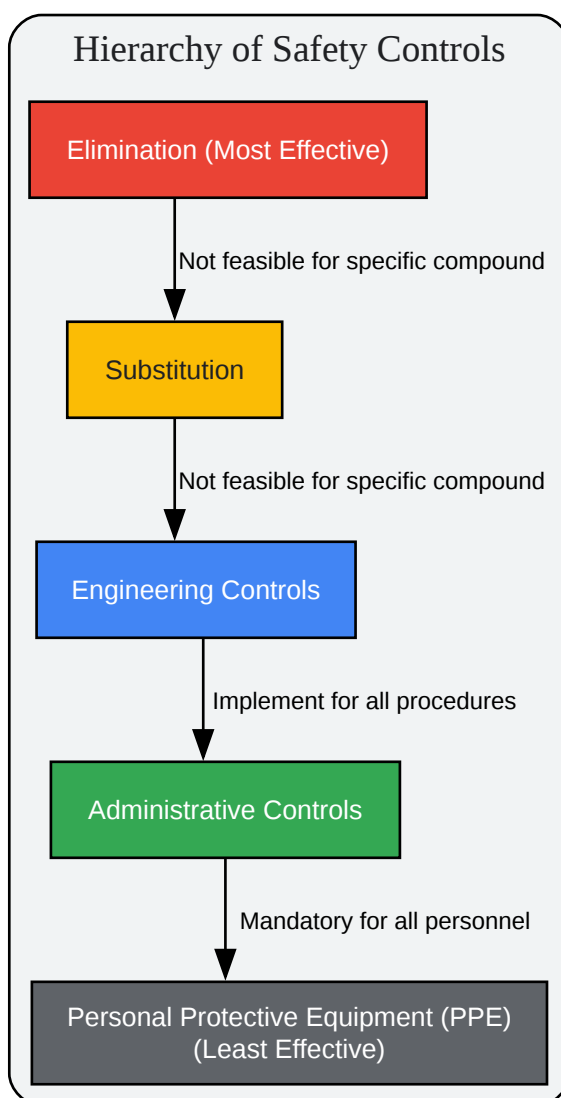 Hierarchy of Safety Controls
Elimination (Most Effective)
Not feasible for specific compound
Substitution
Not feasible for specific compound
Engineering Controls
Implement for all procedures
Administrative Controls
Mandatory for all personnel
Personal Protective Equipment (PPE)
(Least Effective)